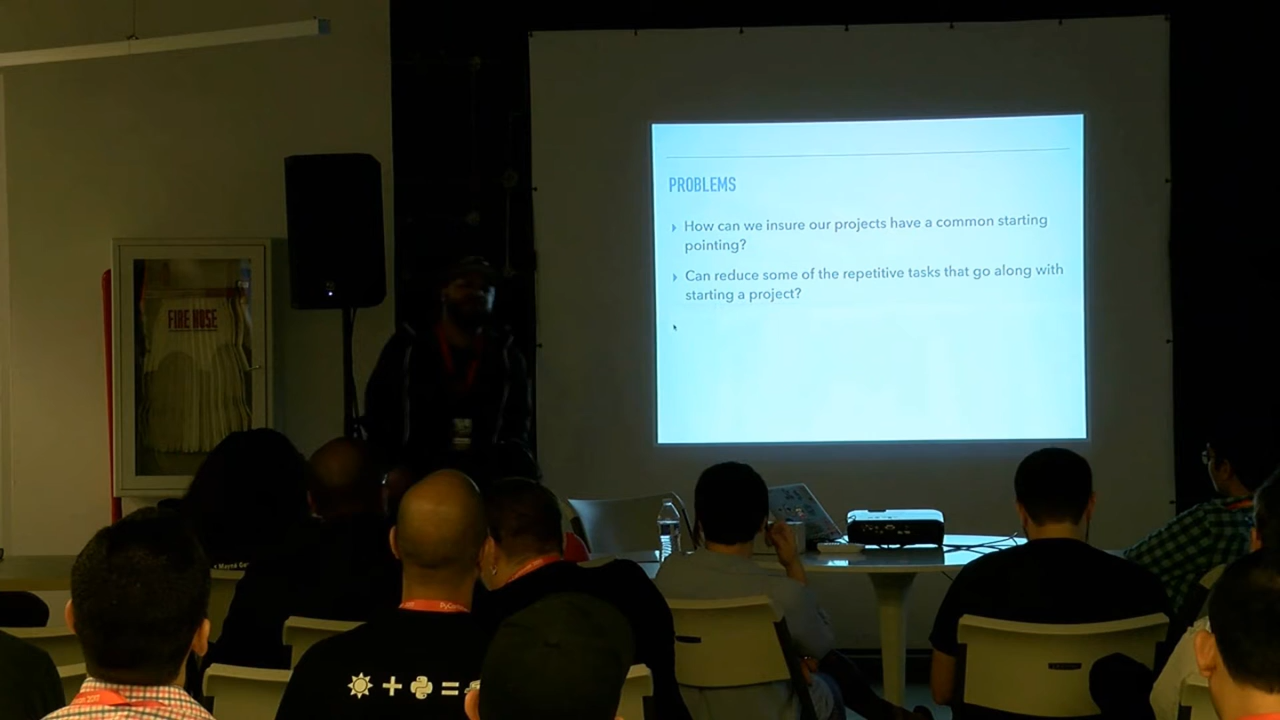 PROBLEMS
How can we insure our projects have a common starting
pointing?
Can reduce some of the repetitive tasks that go along with
starting a project?
FIRE HOSE
+ =